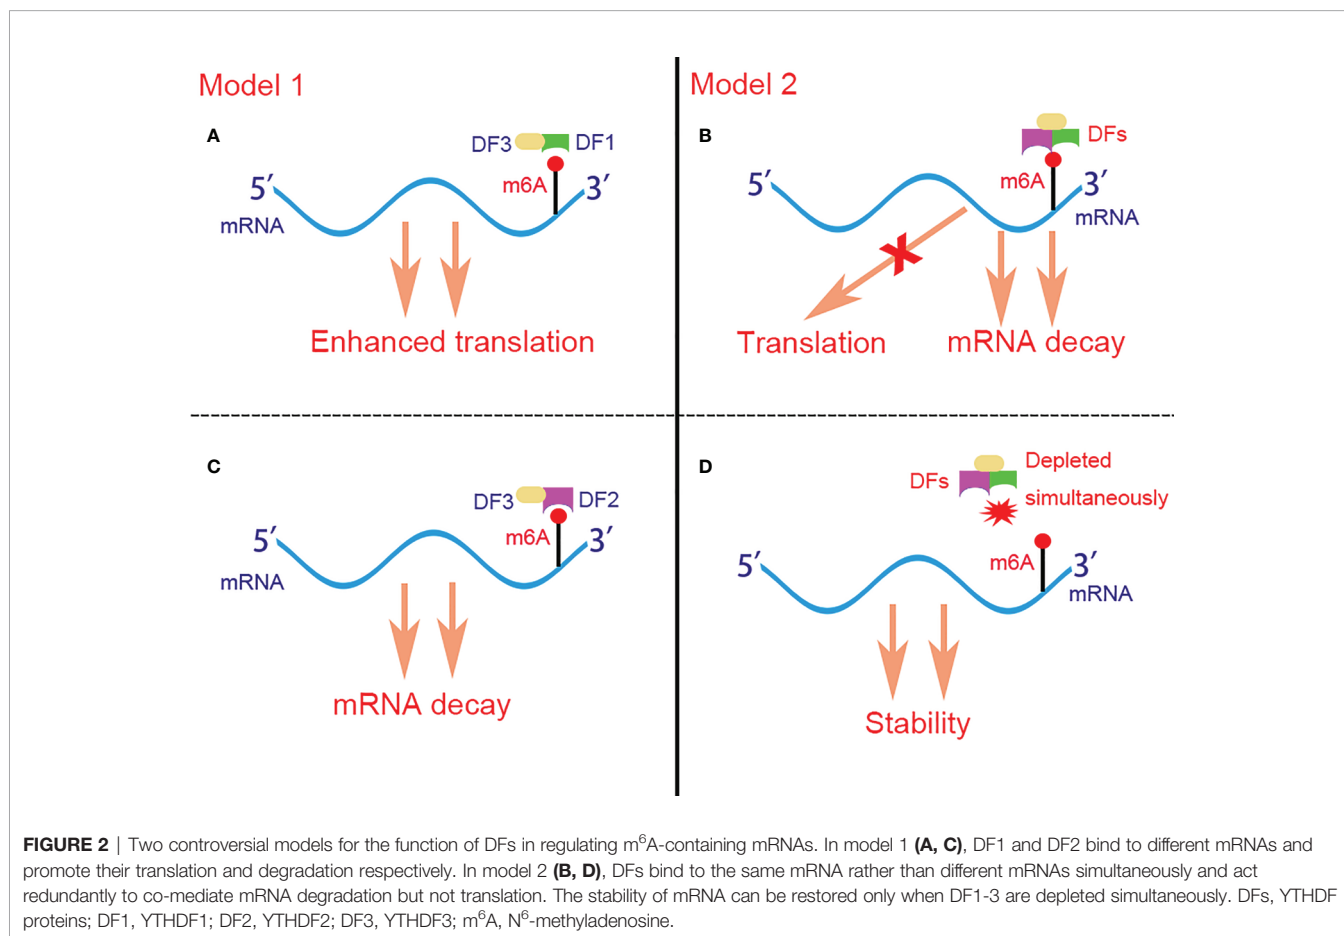 Model 1
Model 2
A
DF3
DF1
m6A
5′
3′
mRNA
Enhanced translation
B
DFs
m6A
5′
3′
mRNA
Translation
mRNA decay
C
DF3
DF2
m6A
5′
3′
mRNA
mRNA decay
D
DFs
Depleted
simultaneously
m6A
5′
3′
mRNA
Stability
FIGURE 2 | Two controversial models for the function of DFs in regulating m⁶A-containing mRNAs. In model 1 (A, C), DF1 and DF2 bind to different mRNAs and
promote their translation and degradation respectively. In model 2 (B, D), DFs bind to the same mRNA rather than different mRNAs simultaneously and act
redundantly to co-mediate mRNA degradation but not translation. The stability of mRNA can be restored only when DF1-3 are depleted simultaneously. DFs, YTHDF
proteins; DF1, YTHDF1; DF2, YTHDF2; DF3, YTHDF3; m⁶A, N⁶-methyladenosine.